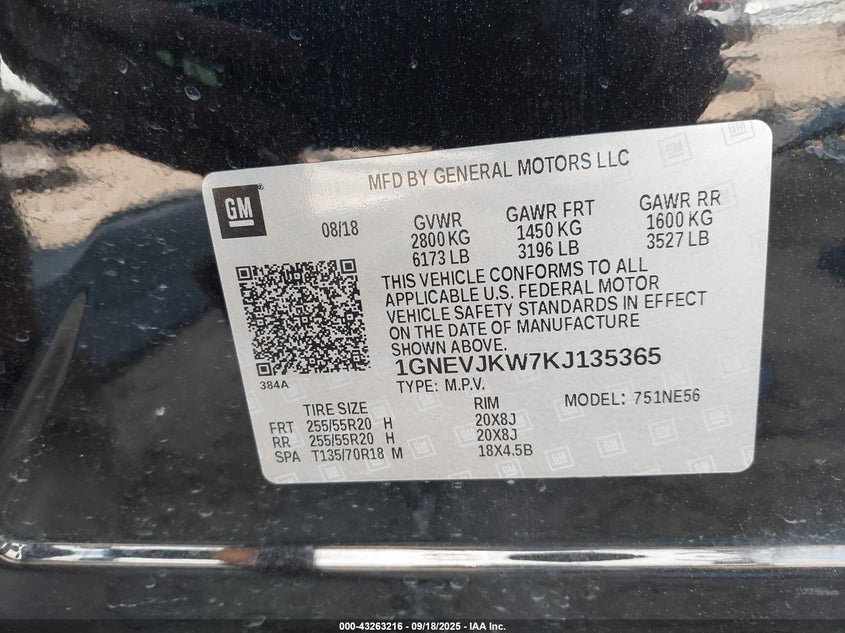 MFD BY GENERAL MOTORS LLC
GM
08/18
GVWR GAWR FRT GAWR RR
2800 KG 1450 KG 1600 KG
6173 LB 3196 LB 3527 LB
THIS VEHICLE CONFORMS TO ALL
APPLICABLE U.S. FEDERAL MOTOR
VEHICLE SAFETY STANDARDS IN EFFECT
ON THE DATE OF MANUFACTURE
SHOWN ABOVE.
384A
1GNEVJKW7KJ135365
TYPE: M.P.V. MODEL: 751NE56
TIRE SIZE RIM
FRT 255/55R20 H 20X8J
RR 255/55R20 H 20X8J
SPA T135/70R18 M 18X4.5B
000-43263216 - 09/18/2025 - IAA Inc.